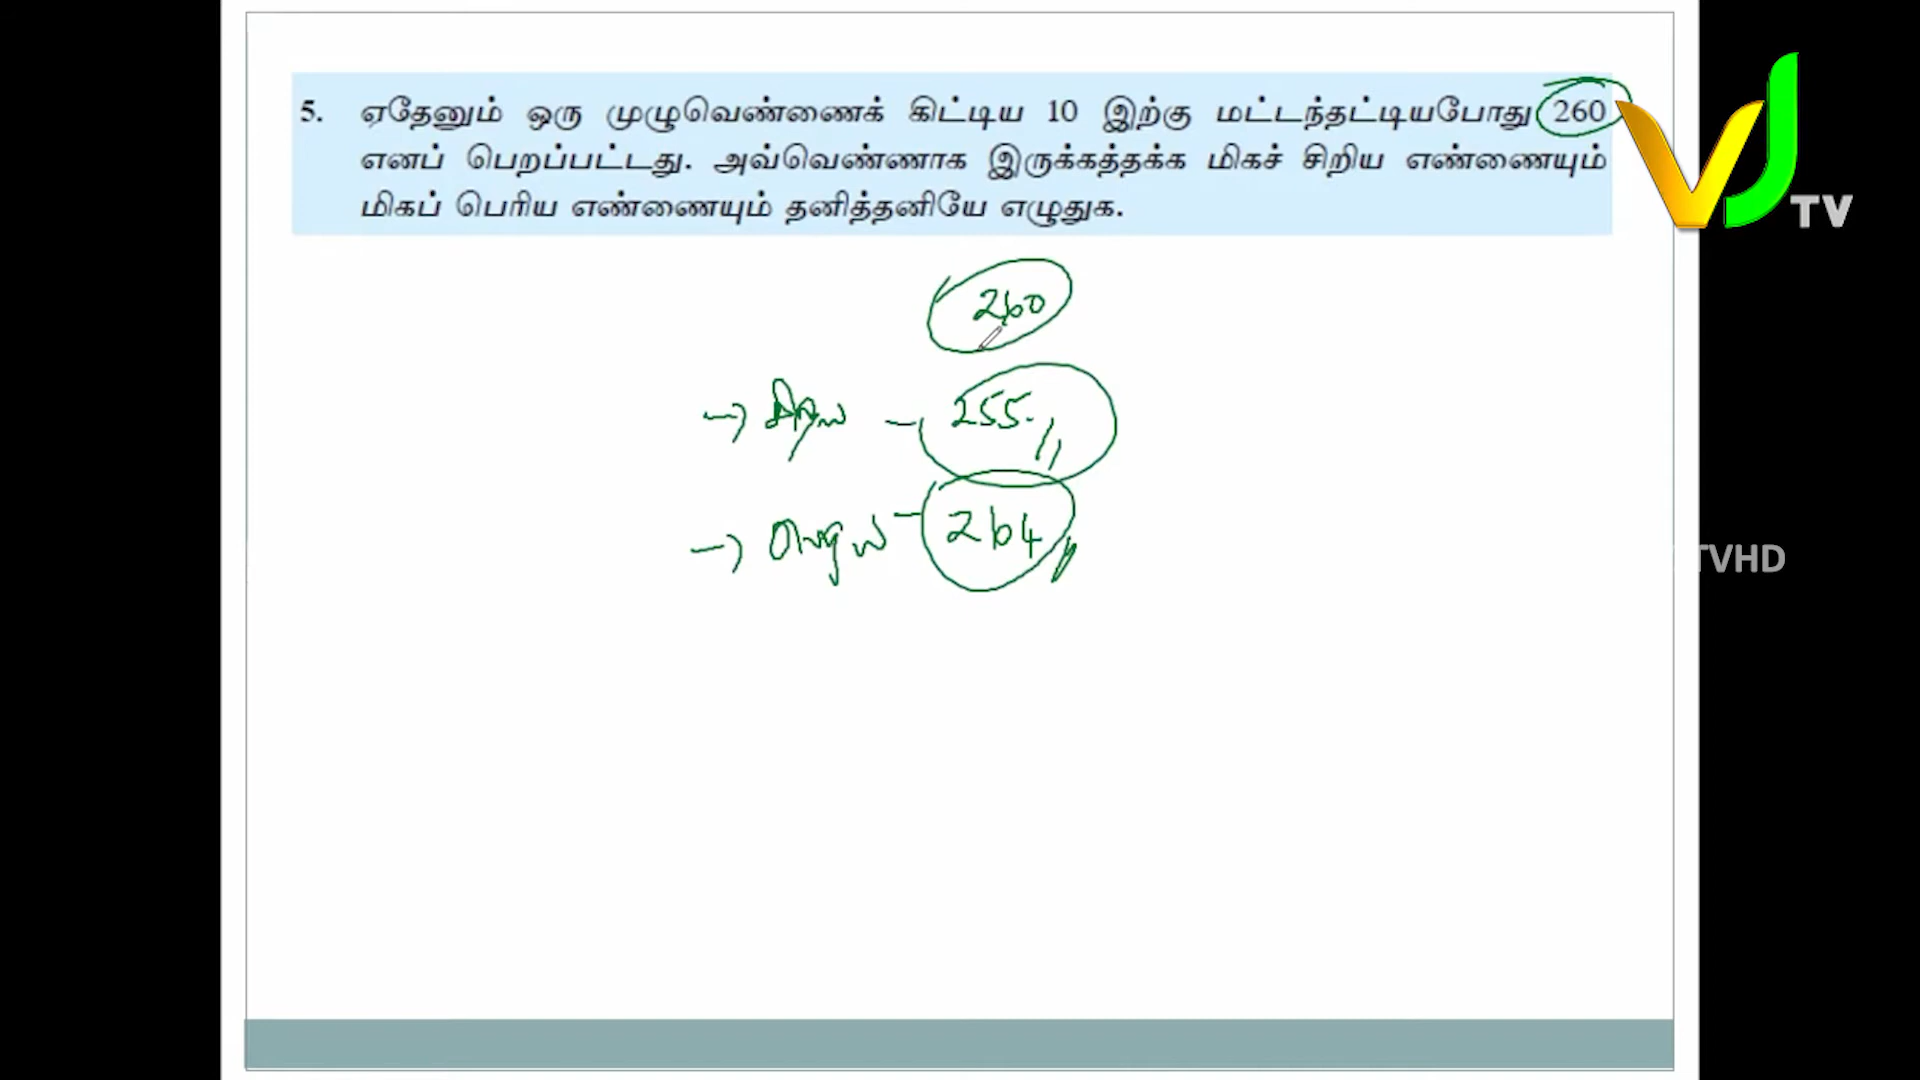 5. ஏதேனும் ஒரு முழுவெண்ணைக் கிட்டிய 10 இற்கு மட்டந்தட்டியபோது 260
எனப் பெறப்பட்டது. அவ்வெண்ணாக இருக்கத்தக்க மிகச் சிறிய எண்ணையும்
மிகப் பெரிய எண்ணையும் தனித்தனியே எழுதுக.
VJ TV
260
→ சிறிய - 255
→ பெரிய - 264
TVHD